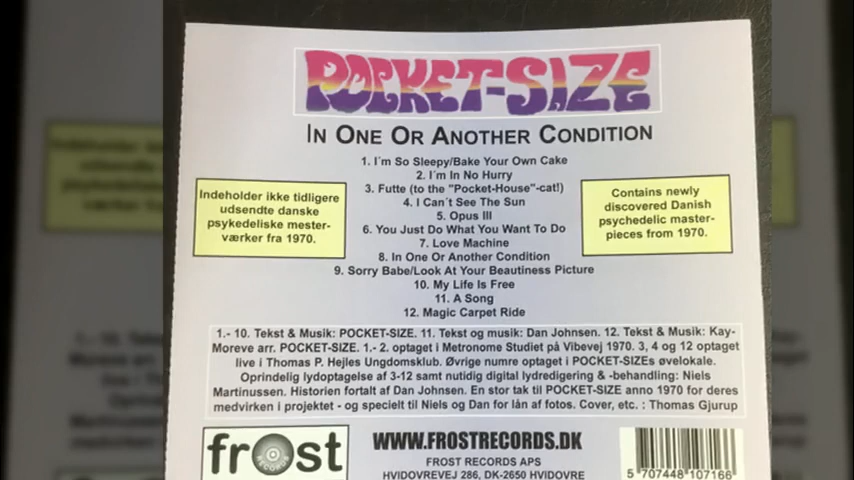 POCKET-SIZE
IN ONE OR ANOTHER CONDITION
1. I´m So Sleepy/Bake Your Own Cake
2. I´m In No Hurry
3. Futte (to the "Pocket-House"-cat!)
4. I Can´t See The Sun
5. Opus III
6. You Just Do What You Want To Do
7. Love Machine
8. In One Or Another Condition
9. Sorry Babe/Look At Your Beautiness Picture
10. My Life Is Free
11. A Song
12. Magic Carpet Ride
Indeholder ikke tidligere
udsendte danske
psykedeliske mester-
værker fra 1970.
Contains newly
discovered Danish
psychedelic master-
pieces from 1970.
1.- 10. Tekst & Musik: POCKET-SIZE. 11. Tekst og musik: Dan Johnsen. 12. Tekst & Musik: Kay-
Moreve arr. POCKET-SIZE. 1.- 2. optaget i Metronome Studiet på Vibevej 1970. 3, 4 og 12 optaget
live i Thomas P. Hejles Ungdomsklub. Øvrige numre optaget i POCKET-SIZEs øvelokale.
Oprindelig lydoptagelse af 3-12 samt nutidig digital lydredigering & -behandling: Niels
Martinussen. Historien fortalt af Dan Johnsen. En stor tak til POCKET-SIZE anno 1970 for deres
medvirken i projektet - og specielt til Niels og Dan for lån af fotos. Cover, etc. : Thomas Gjurup
frost
RECORDS
WWW.FROSTRECORDS.DK
FROST RECORDS APS
HVIDOVREVEJ 286, DK-2650 HVIDOVRE
5 707448 107166